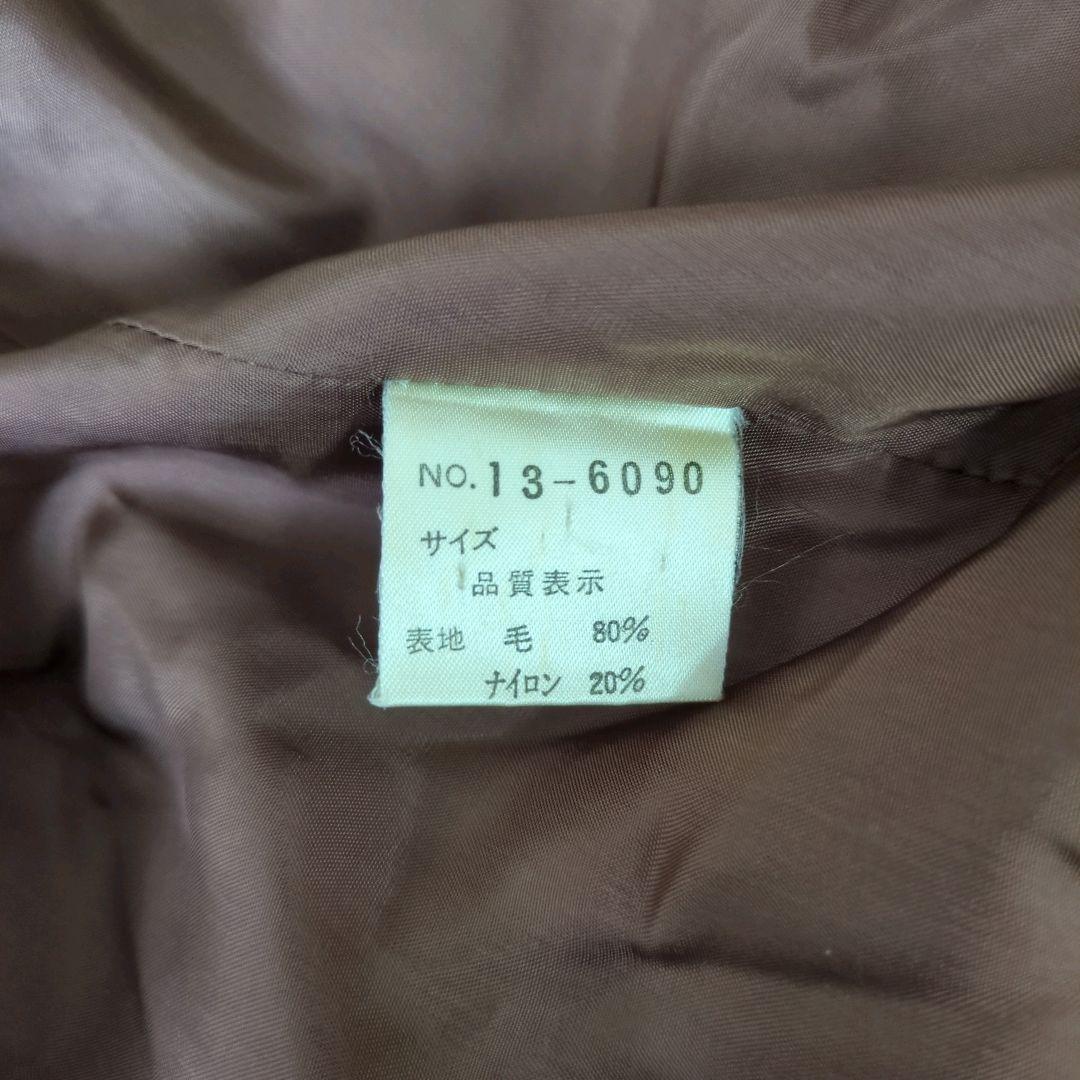 NO. 13-6090
サイズ
品質表示
表地 毛 80%
ナイロン 20%